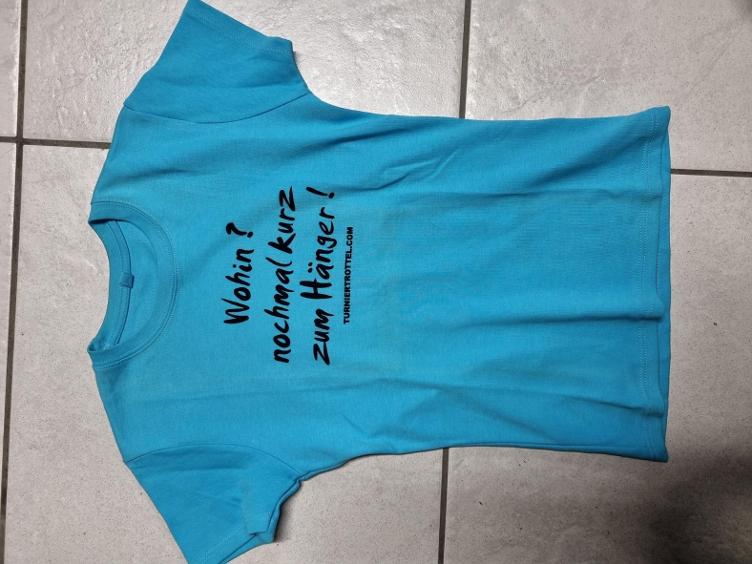 Wohin ?
nochmal kurz
zum Hänger !
TURNIERTROTTEL.COM